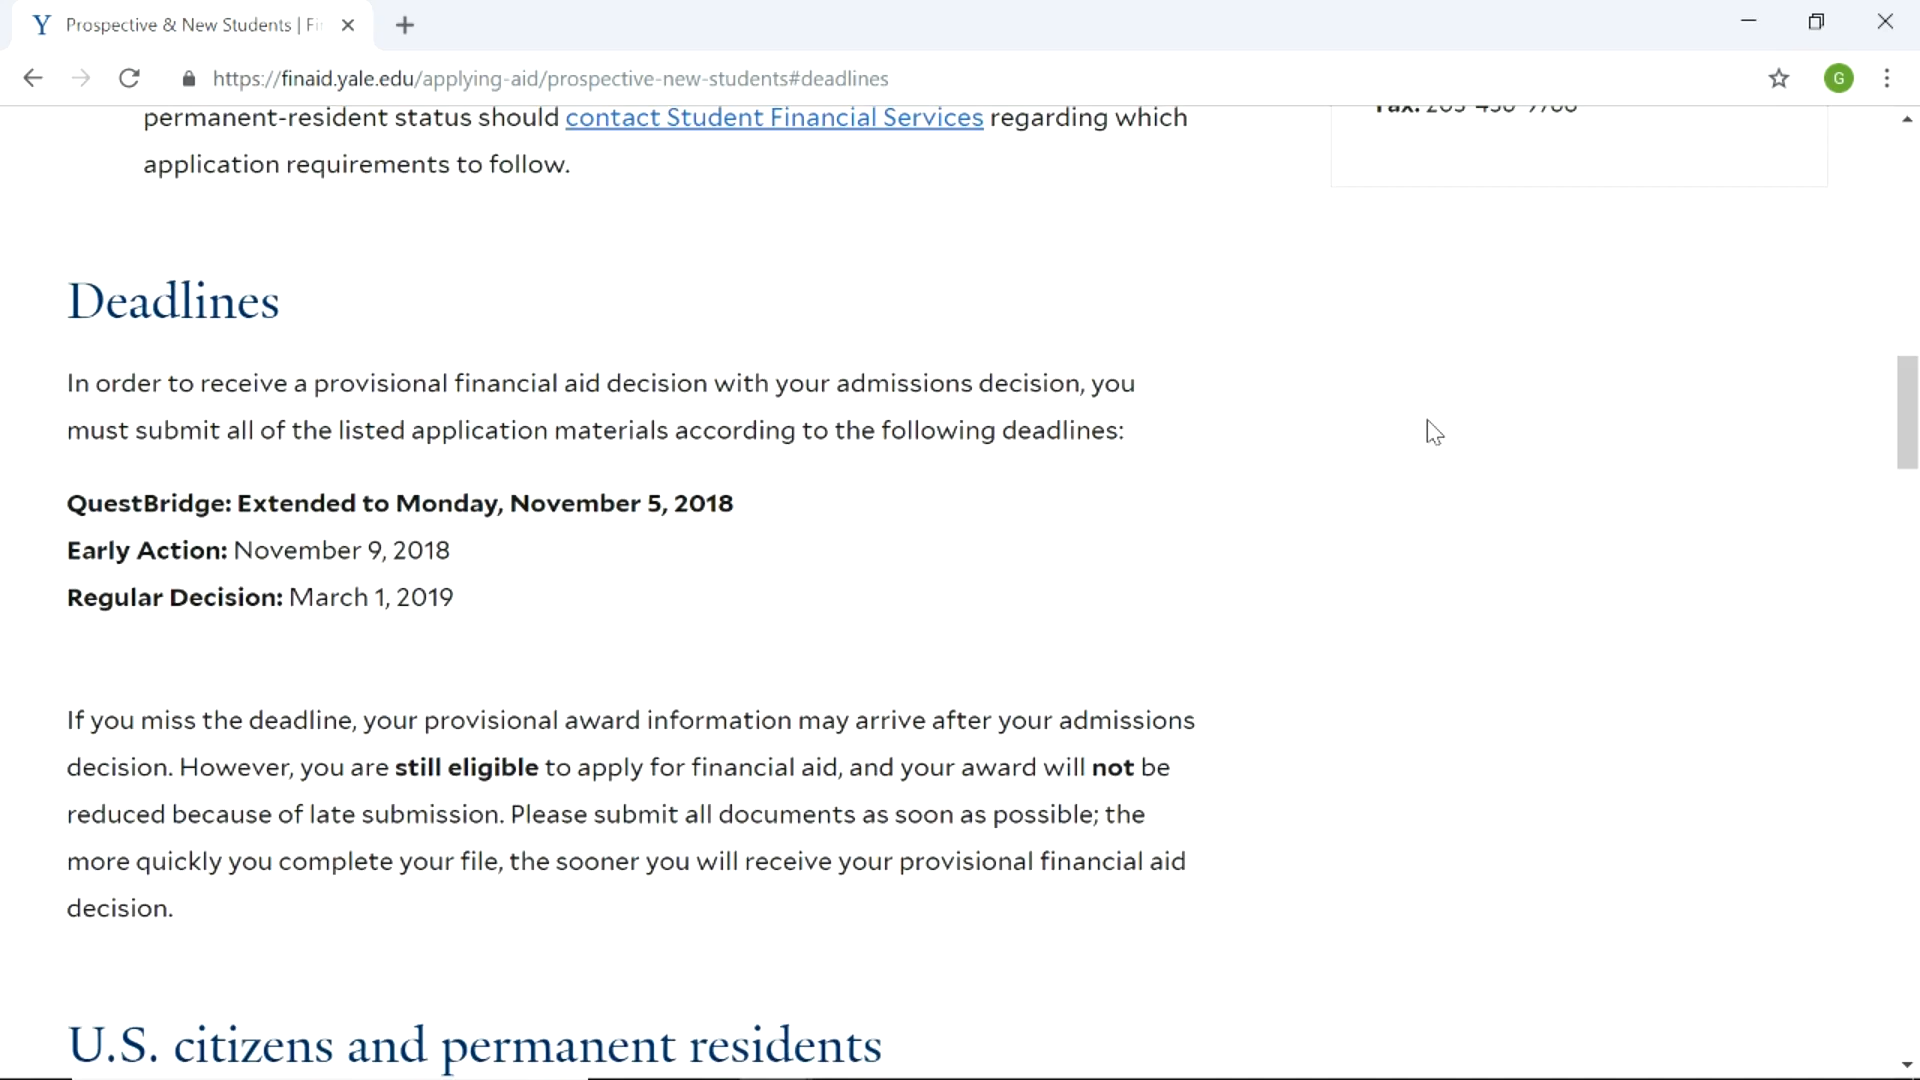 Prospective & New Students | Fi
https://finaid.yale.edu/applying-aid/prospective-new-students#deadlines
G
permanent-resident status should contact Student Financial Services regarding which
application requirements to follow.
Deadlines
In order to receive a provisional financial aid decision with your admissions decision, you
must submit all of the listed application materials according to the following deadlines:
QuestBridge: Extended to Monday, November 5, 2018
Early Action: November 9, 2018
Regular Decision: March 1, 2019
If you miss the deadline, your provisional award information may arrive after your admissions
decision. However, you are still eligible to apply for financial aid, and your award will not be
reduced because of late submission. Please submit all documents as soon as possible; the
more quickly you complete your file, the sooner you will receive your provisional financial aid
decision.
U.S. citizens and permanent residents